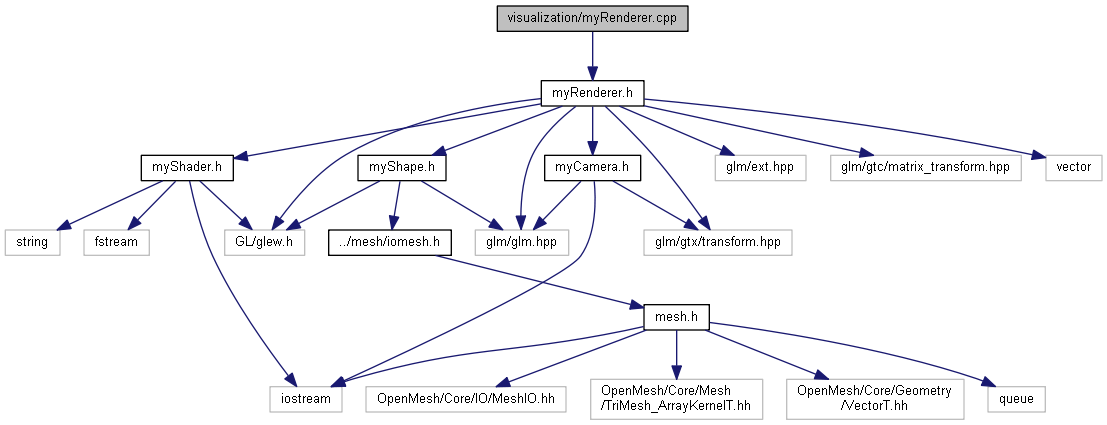 visualization/myRenderer.cpp
myRenderer.h
myShader.h
myShape.h
myCamera.h
glm/ext.hpp
glm/gtc/matrix_transform.hpp
vector
string
fstream
GL/glew.h
../mesh/iomesh.h
glm/glm.hpp
glm/gtx/transform.hpp
mesh.h
iostream
OpenMesh/Core/IO/MeshIO.hh
OpenMesh/Core/Mesh
/TriMesh_ArrayKernelT.hh
OpenMesh/Core/Geometry
/VectorT.hh
queue